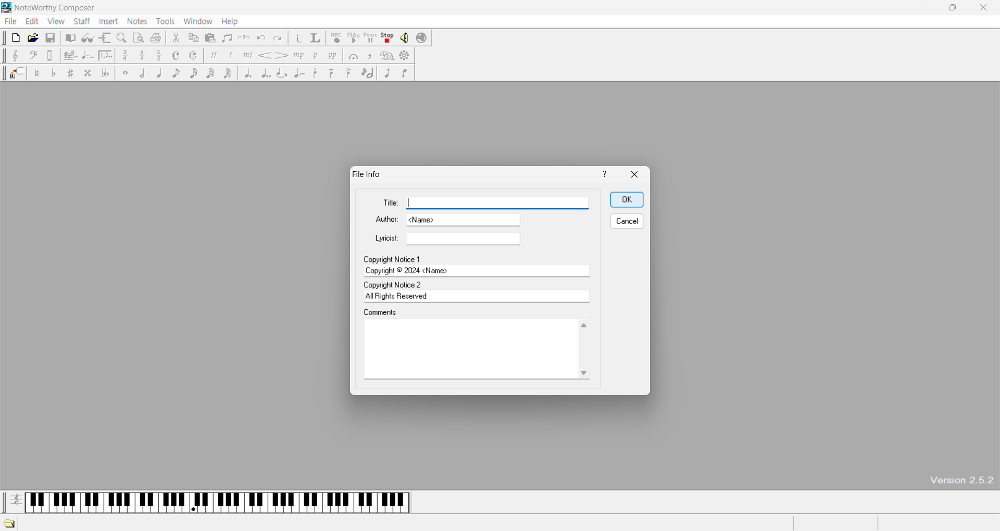 NoteWorthy Composer
File Edit View Staff Insert Notes Tools Window Help
Rec Play Pause Stop
ff f mf mp p pp
File Info ?
Title:
OK
Author: <Name>
Cancel
Lyricist:
Copyright Notice 1
Copyright © 2024 <Name>
Copyright Notice 2
All Rights Reserved
Comments
Version 2.5.2